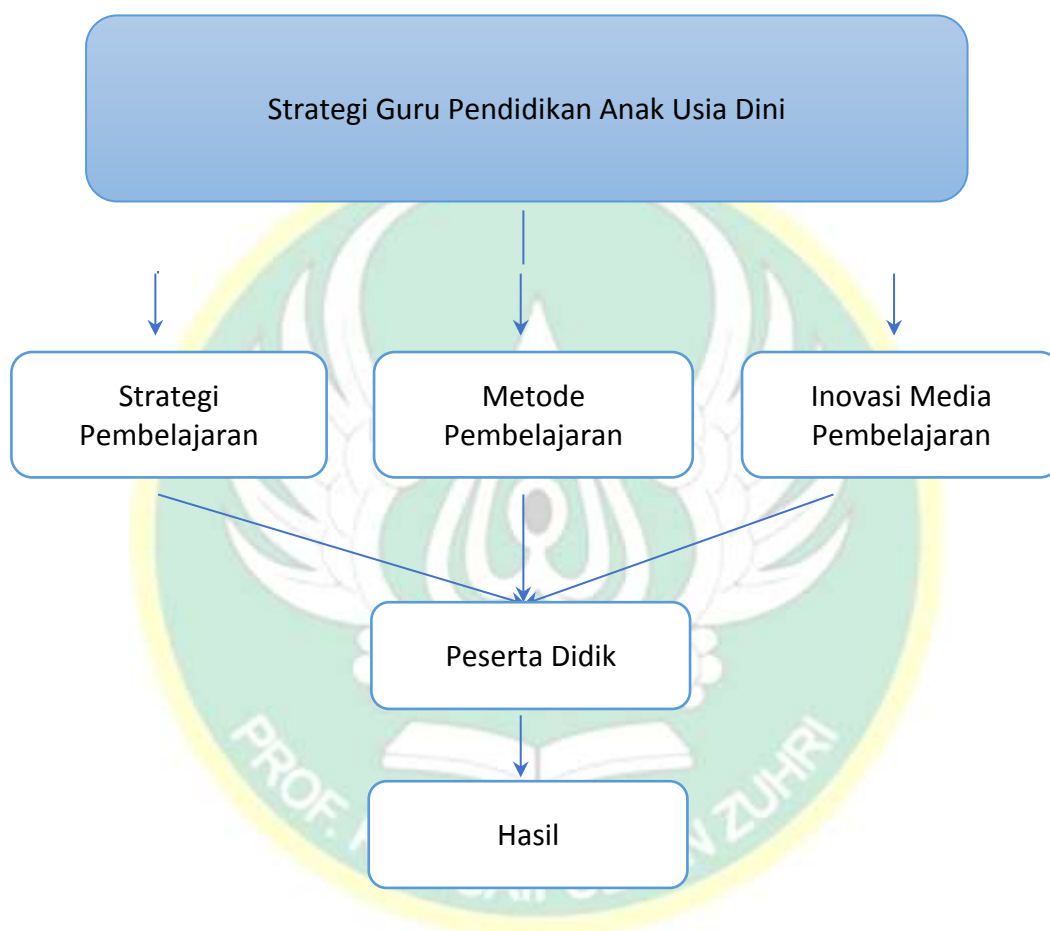 Strategi Guru Pendidikan Anak Usia Dini
Strategi
Pembelajaran
Metode
Pembelajaran
Inovasi Media
Pembelajaran
Peserta Didik
Hasil
PROF.
ZUHRI